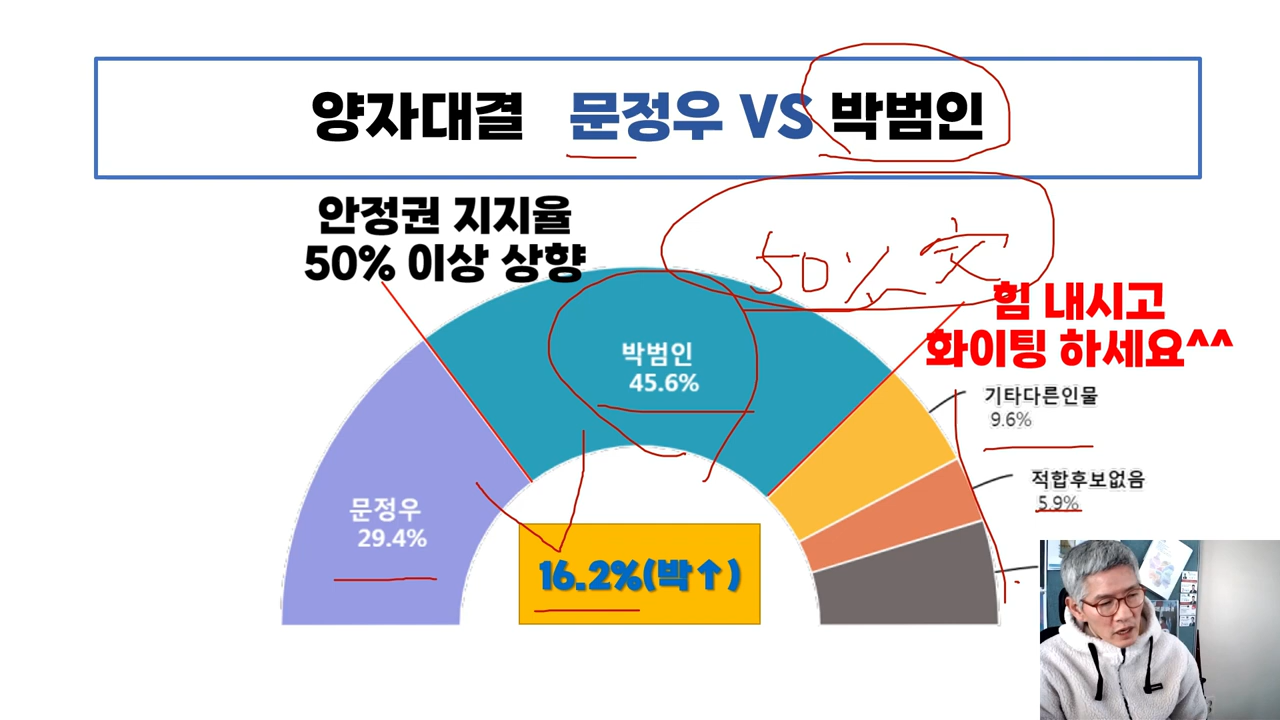 양자대결 문정우 VS 박범인
안정권 지지율
50% 이상 상향
50%
힘 내시고
화이팅 하세요^^
박범인
45.6%
기타다른인물
9.6%
적합후보없음
5.9%
문정우
29.4%
16.2%(박↑)